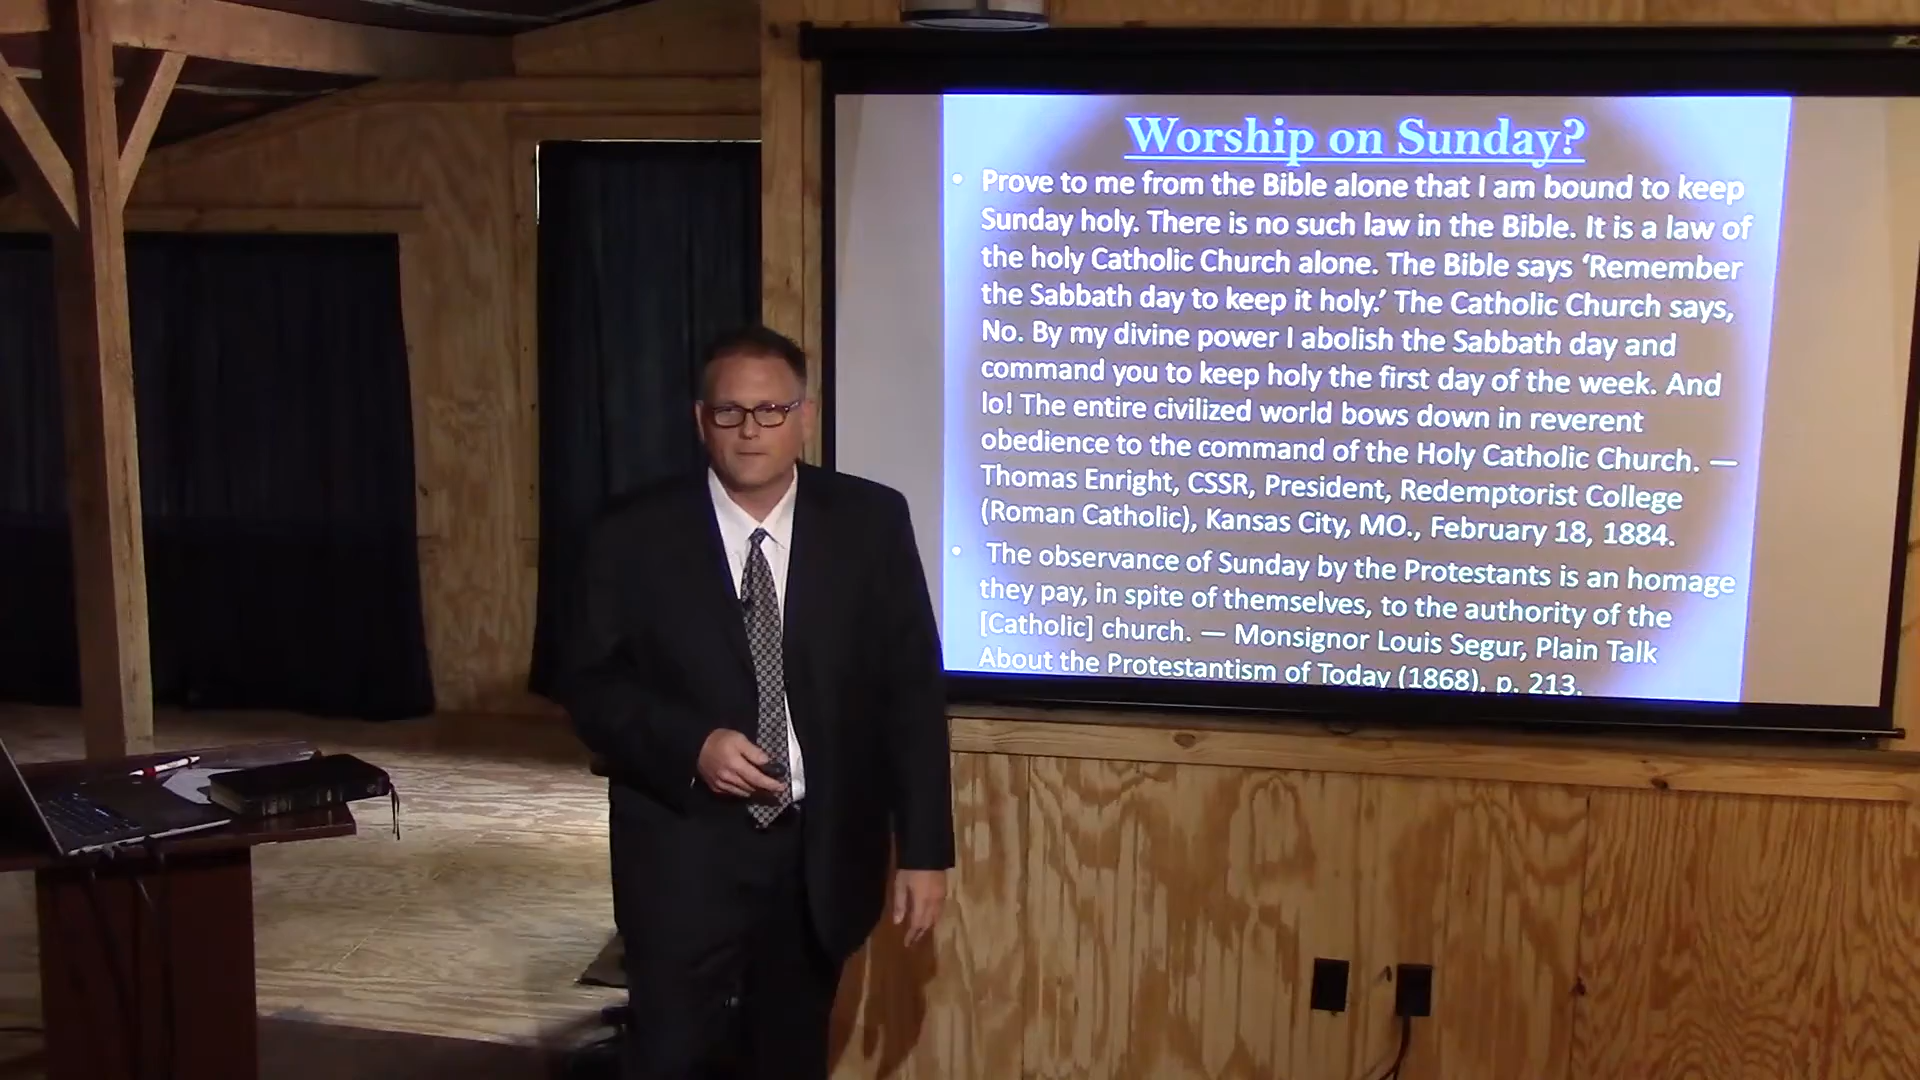 Worship on Sunday?
• Prove to me from the Bible alone that I am bound to keep
Sunday holy. There is no such law in the Bible. It is a law of
the holy Catholic Church alone. The Bible says ‘Remember
the Sabbath day to keep it holy.’ The Catholic Church says,
No. By my divine power I abolish the Sabbath day and
command you to keep holy the first day of the week. And
lo! The entire civilized world bows down in reverent
obedience to the command of the Holy Catholic Church. —
Thomas Enright, CSSR, President, Redemptorist College
(Roman Catholic), Kansas City, MO., February 18, 1884.
• The observance of Sunday by the Protestants is an homage
they pay, in spite of themselves, to the authority of the
[Catholic] church. — Monsignor Louis Segur, Plain Talk
About the Protestantism of Today (1868), p. 213.